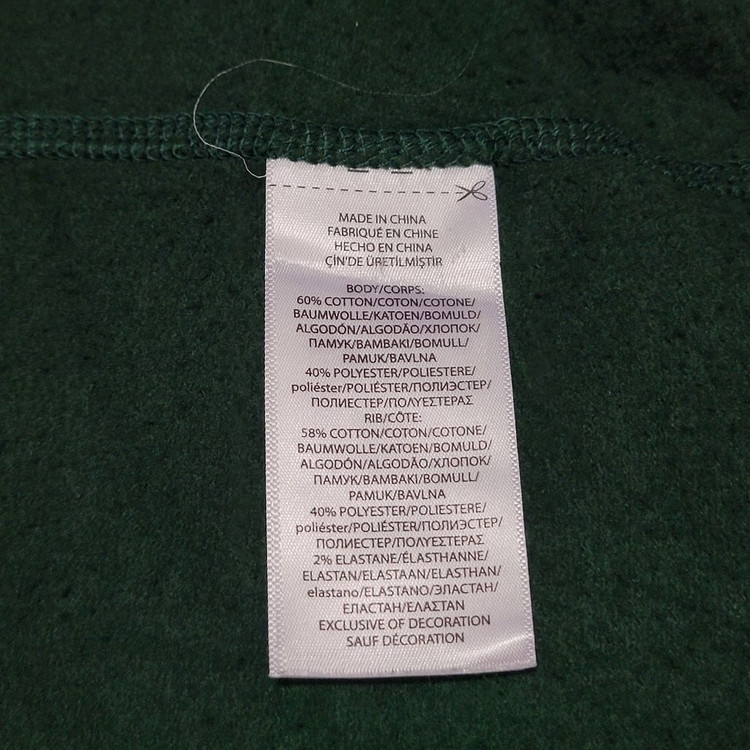 MADE IN CHINA
FABRIQUÉ EN CHINE
HECHO EN CHINA
ÇİN'DE ÜRETİLMİŞTİR
BODY/CORPS:
60% COTTON/COTON/COTONE/
BAUMWOLLE/KATOEN/BOMULD/
ALGODÓN/ALGODÃO/ХЛОПОК/
ПАМУК/ΒΑΜΒΑΚΙ/BOMULL/
PAMUK/BAVLNA
40% POLYESTER/POLIESTERE/
poliéster/POLIÉSTER/ПОЛИЭСТЕР/
ПОЛИЕСТЕР/ΠΟΛΥΕΣΤΕΡΑΣ
RIB/CÔTE:
58% COTTON/COTON/COTONE/
BAUMWOLLE/KATOEN/BOMULD/
ALGODÓN/ALGODÃO/ХЛОПОК/
ПАМУК/ΒΑΜΒΑΚΙ/BOMULL/
PAMUK/BAVLNA
40% POLYESTER/POLIESTERE/
poliéster/POLIÉSTER/ПОЛИЭСТЕР/
ПОЛИЕСТЕР/ΠΟΛΥΕΣΤΕΡΑΣ
2% ELASTANE/ÉLASTHANNE/
ELASTAN/ELASTAAN/ELASTHAN/
elastano/ELASTANO/ЭЛАСТАН/
ЕЛАСТАН/ΕΛΑΣΤΑΝ
EXCLUSIVE OF DECORATION
SAUF DÉCORATION